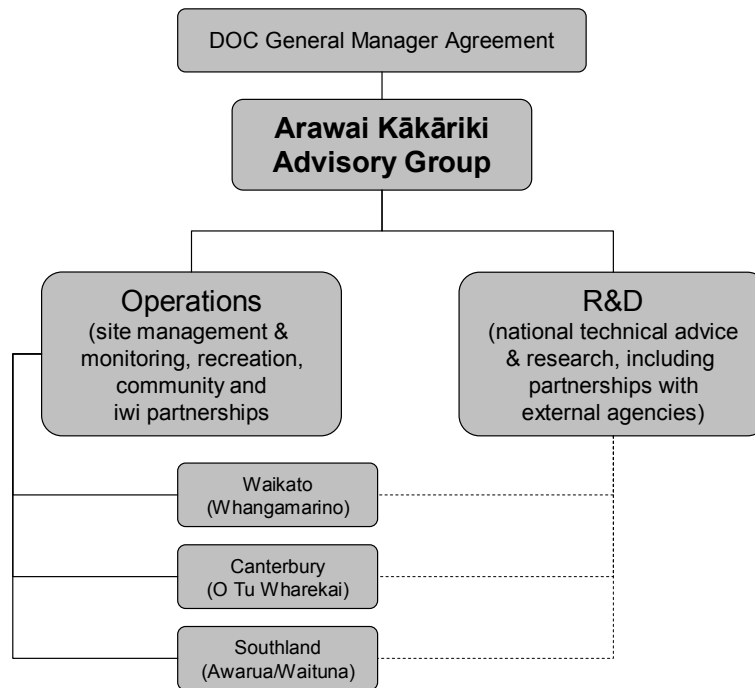 DOC General Manager Agreement
Arawai Kākāriki
Advisory Group
Operations
(site management &
monitoring, recreation,
community and
iwi partnerships
R&D
(national technical advice
& research, including
partnerships with
external agencies)
Waikato
(Whangamarino)
Canterbury
(O Tu Wharekai)
Southland
(Awarua/Waituna)